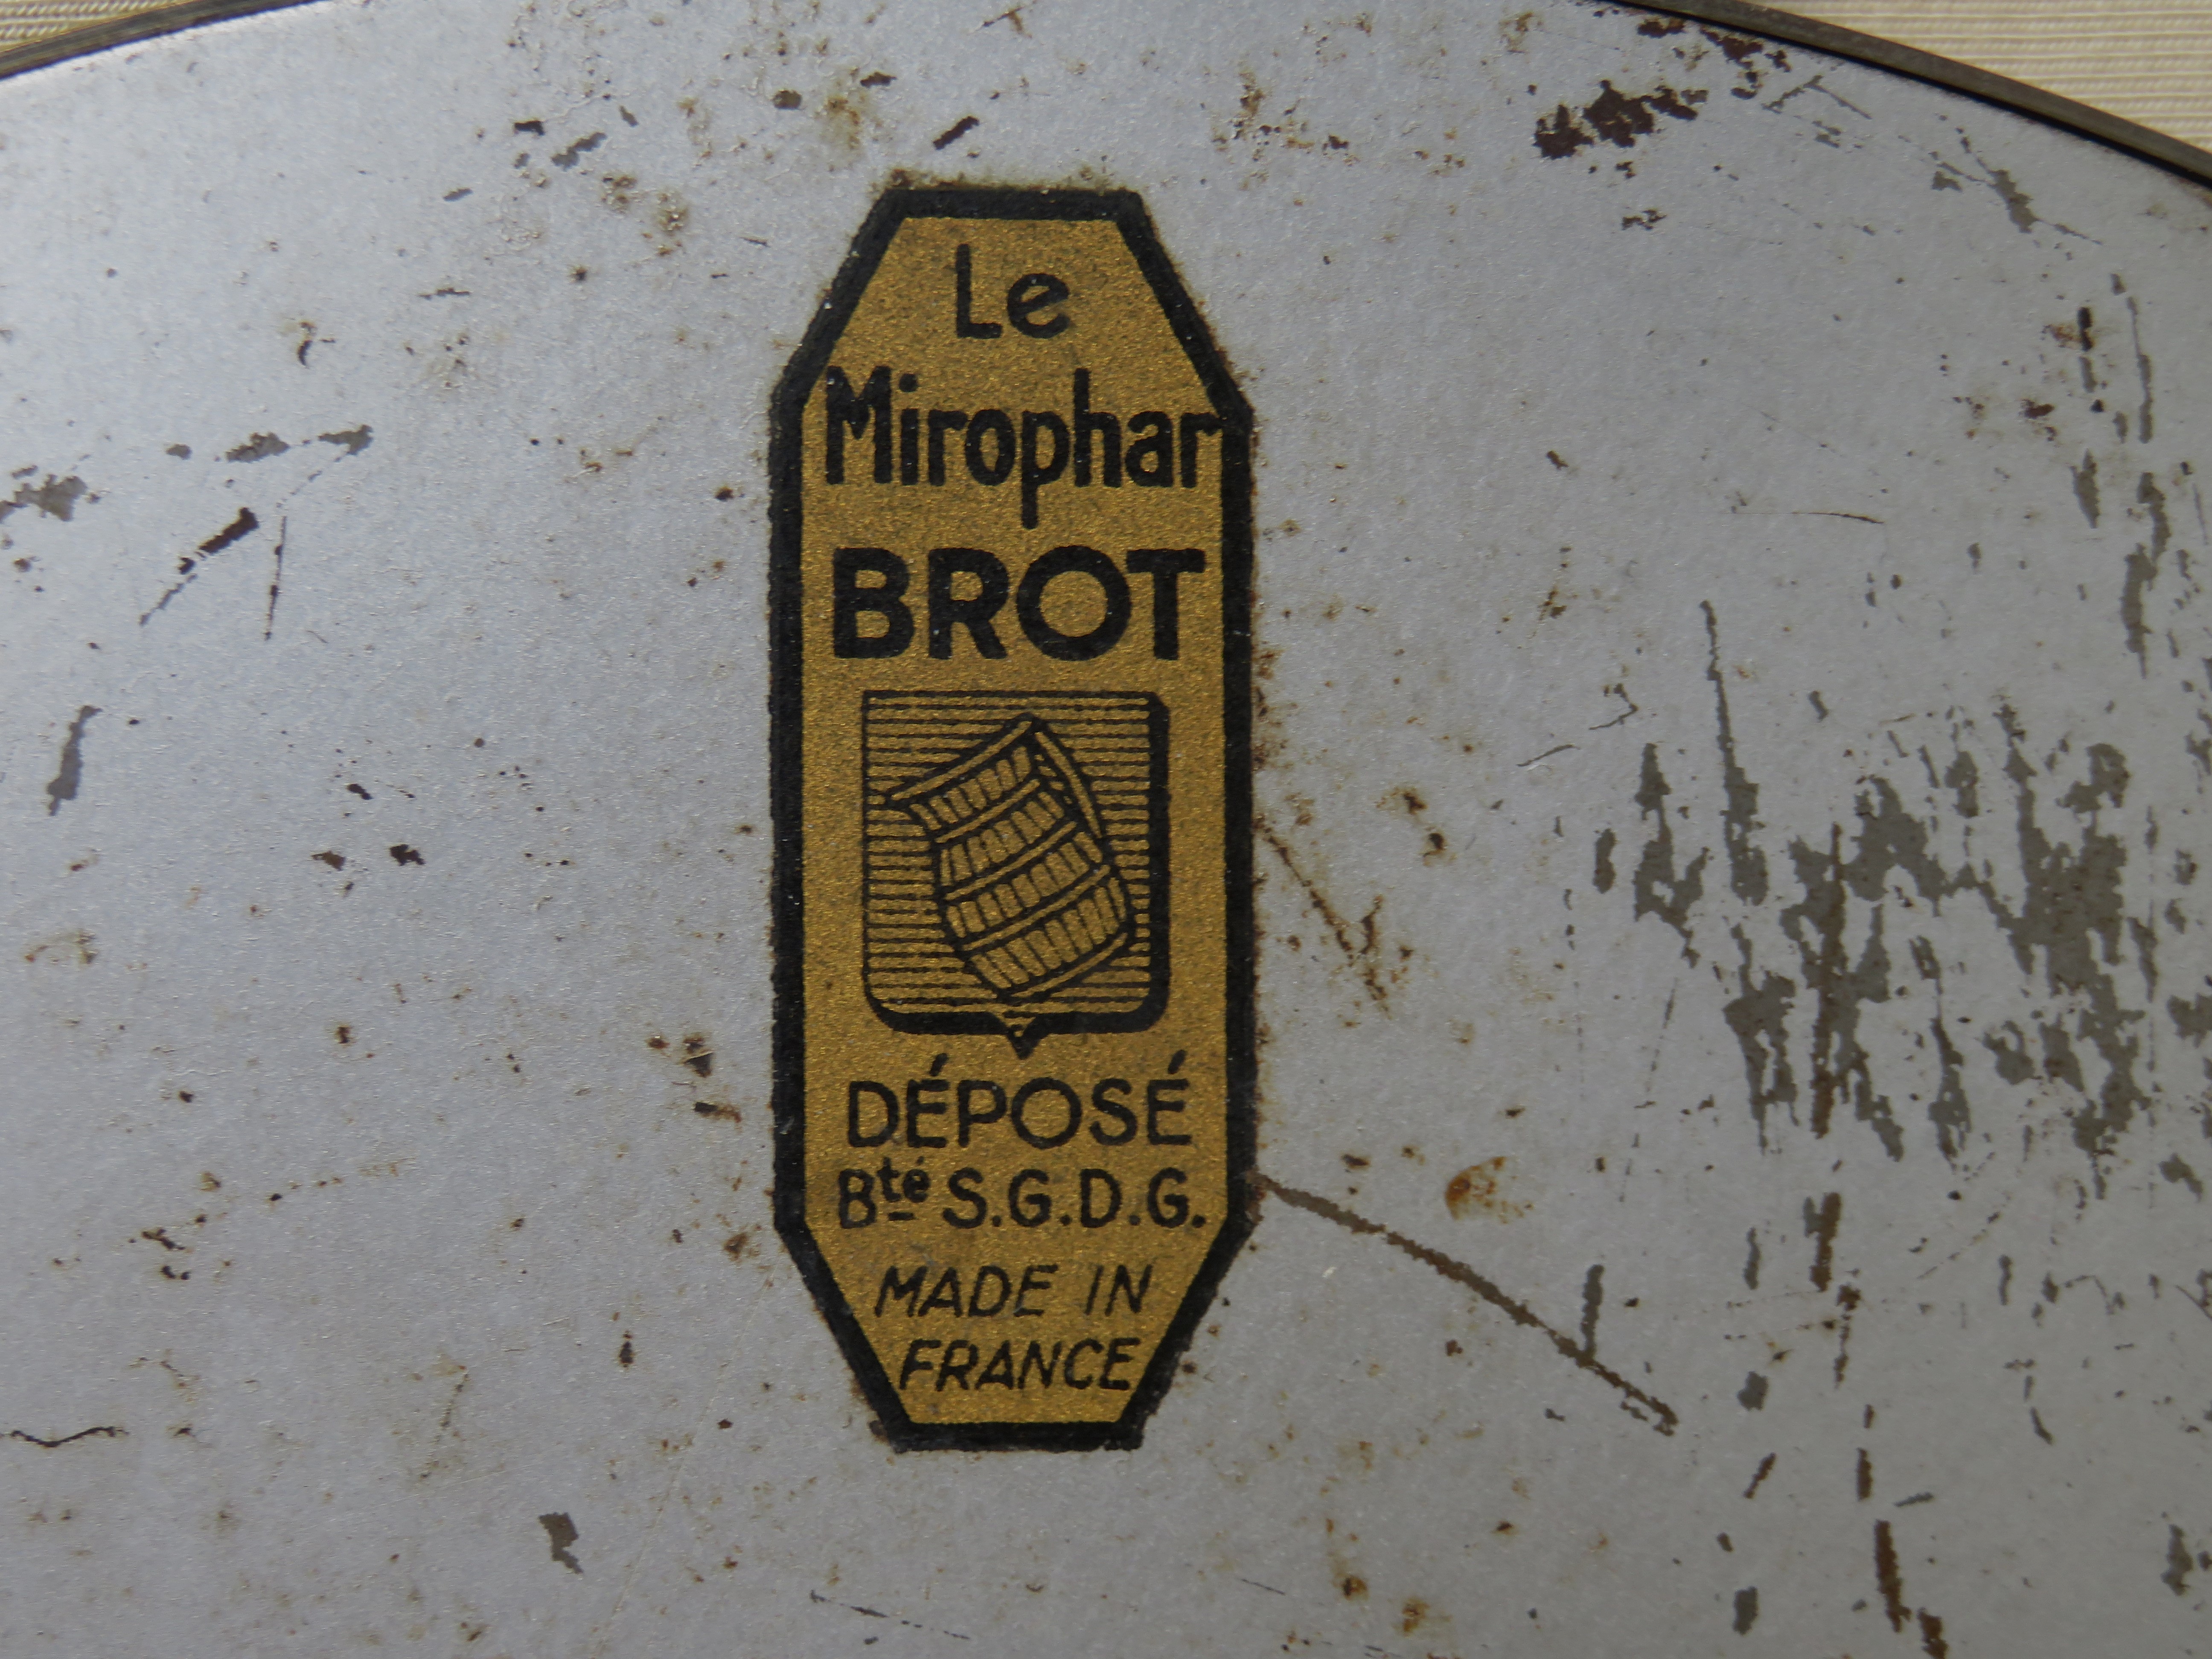 Le
Mirophar
BROT
DÉPOSÉ
Bté S.G.D.G.
MADE IN
FRANCE